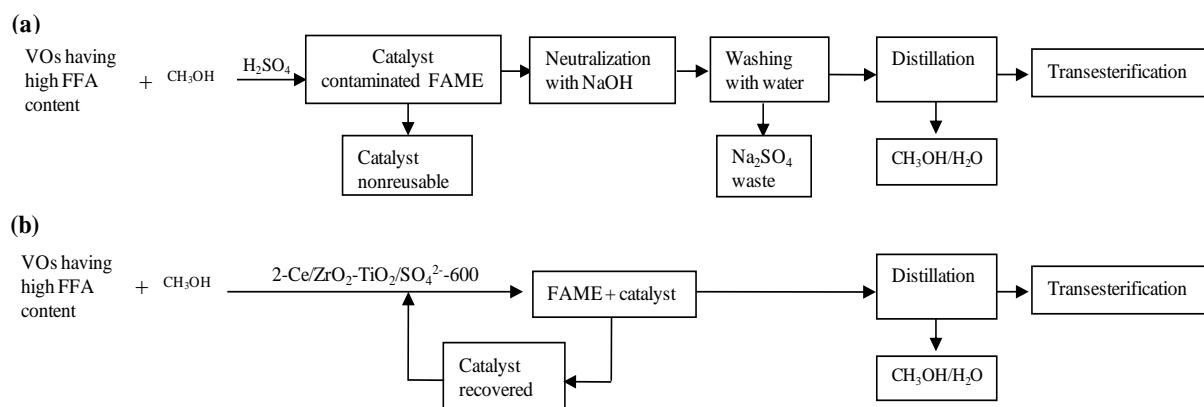 (a)
VOs having
high FFA
content
+ CH₃OH
H₂SO₄
Catalyst
contaminated FAME
Neutralization
with NaOH
Washing
with water
Distillation
Transesterification
Catalyst
nonreusable
Na₂SO₄
waste
CH₃OH/H₂O
(b)
VOs having
high FFA
content
+ CH₃OH
2-Ce/ZrO₂-TiO₂/SO₄²⁻-600
FAME + catalyst
Distillation
Transesterification
Catalyst
recovered
CH₃OH/H₂O